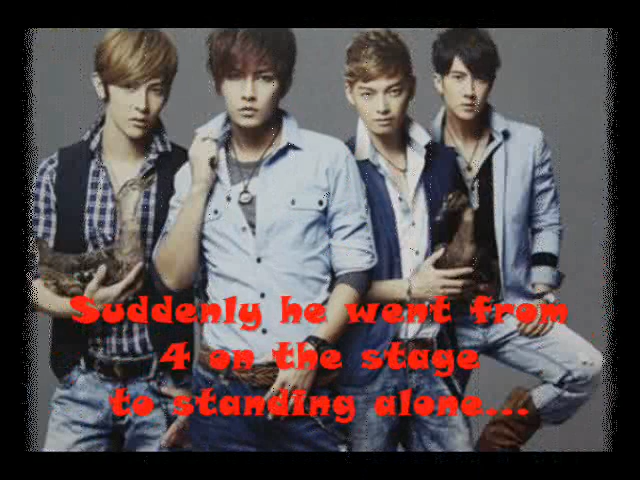 Suddenly he went from
4 on the stage
to standing alone...